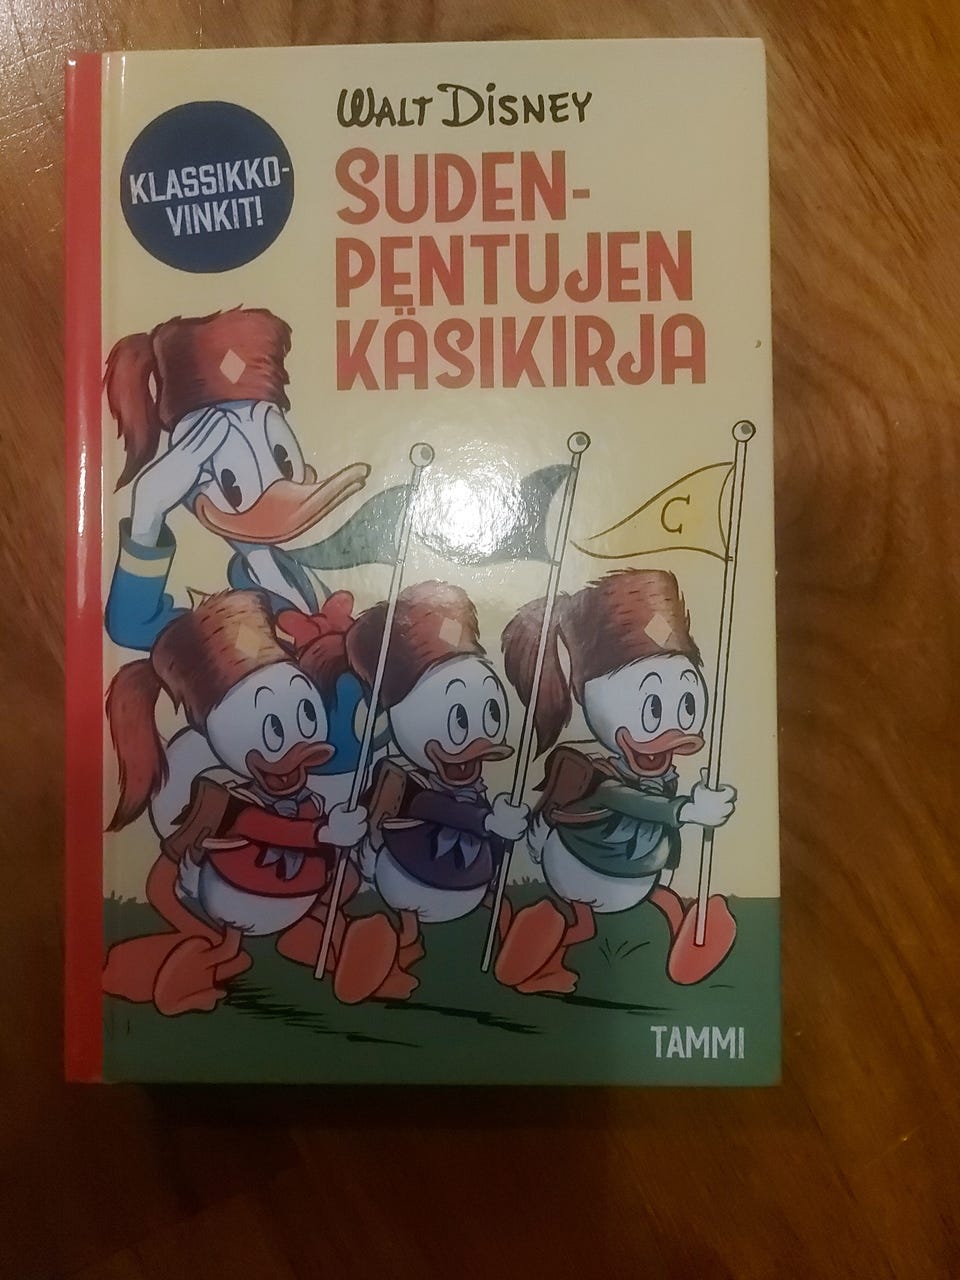 WALT DISNEY
KLASSIKKO-
VINKIT!
SUDEN-
PENTUJEN
KÄSIKIRJA
C
TAMMI